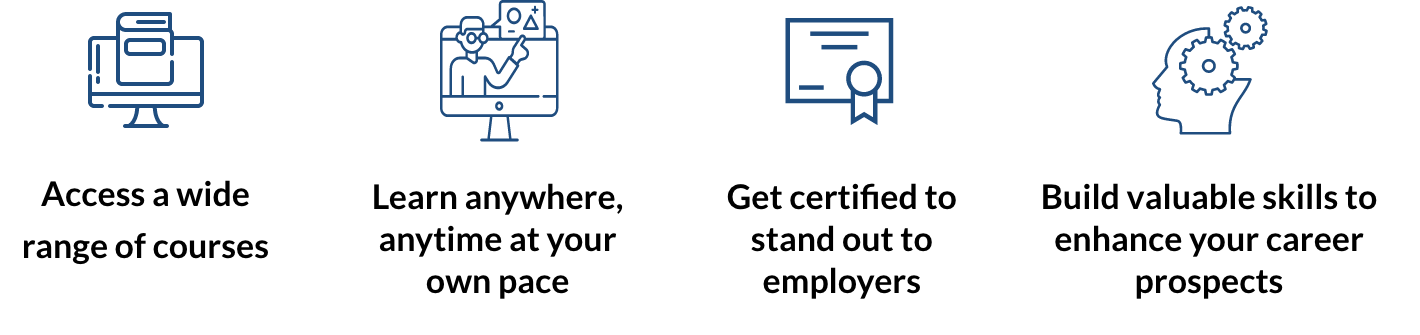 Access a wide
range of courses
Learn anywhere,
anytime at your
own pace
Get certified to
stand out to
employers
Build valuable skills to
enhance your career
prospects